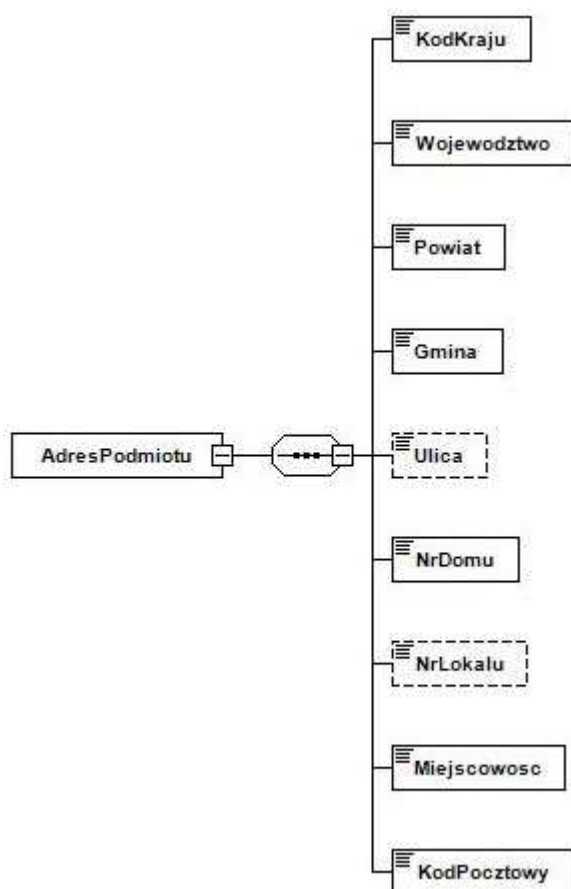 KodKraju
Wojewodztwo
Powiat
Gmina
AdresPodmiotu
Ulica
NrDomu
NrLokalu
Miejscowosc
KodPocztowy